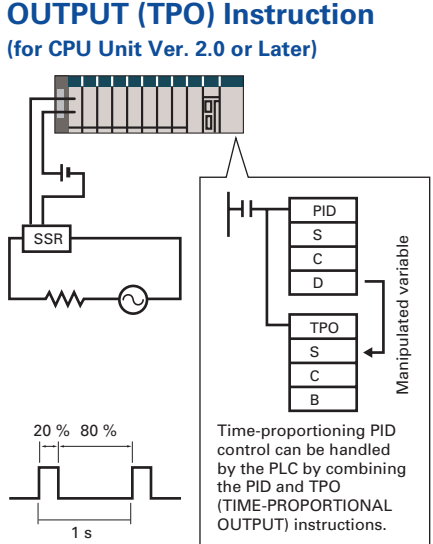 OUTPUT (TPO) Instruction
(for CPU Unit Ver. 2.0 or Later)
SSR
PID
S
C
D
Manipulated variable
TPO
S
C
B
20 % 80 %
1 s
Time-proportioning PID
control can be handled
by the PLC by combining
the PID and TPO
(TIME-PROPORTIONAL
OUTPUT) instructions.